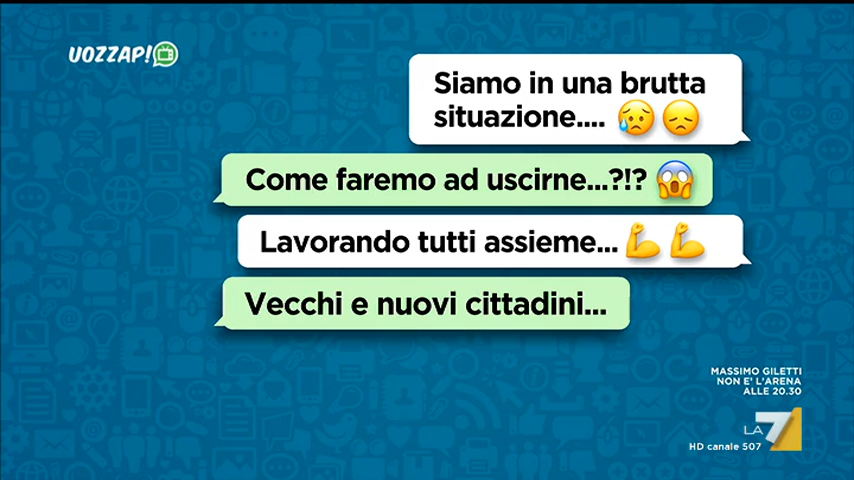 UOZZAP!
Siamo in una brutta
situazione.... 😥 😞
Come faremo ad uscirne...?!? 😱
Lavorando tutti assieme... 💪 💪
Vecchi e nuovi cittadini...
MASSIMO GILETTI
NON E' L'ARENA
ALLE 20.30
LA7
HD canale 507